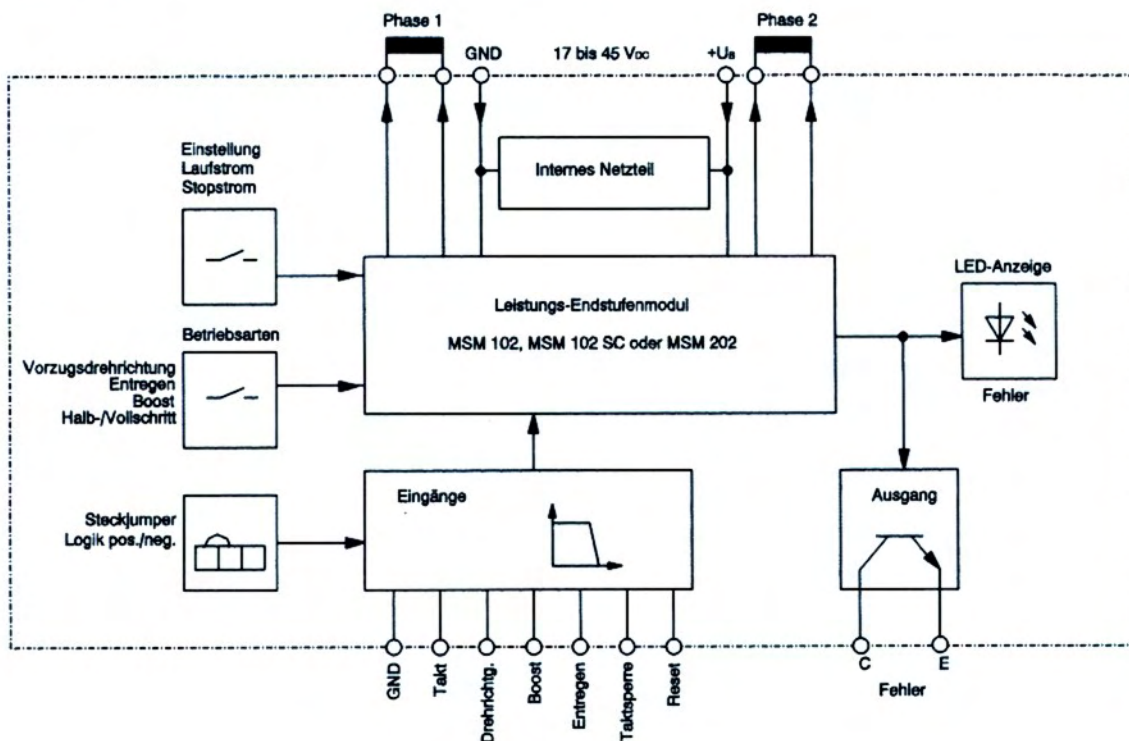 Phase 1
GND
17 bis 45 VDC
+UB
Phase 2
Einstellung
Laufstrom
Stopstrom
Internes Netzteil
Leistungs-Endstufenmodul
MSM 102, MSM 102 SC oder MSM 202
LED-Anzeige
Fehler
Betriebsarten
Vorzugsdrehrichtung
Entregen
Boost
Halb-/Vollschritt
Steckjumper
Logik pos./neg.
Eingänge
Ausgang
GND
Takt
Drehrichtg.
Boost
Entregen
Taktsperre
Reset
C
E
Fehler